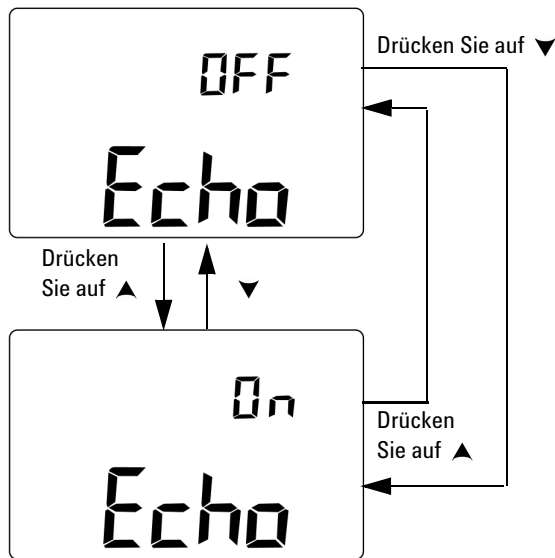 OFF
Drücken Sie auf ▼
Echo
Drücken
Sie auf ▲
▼
On
Drücken
Sie auf ▲
Echo